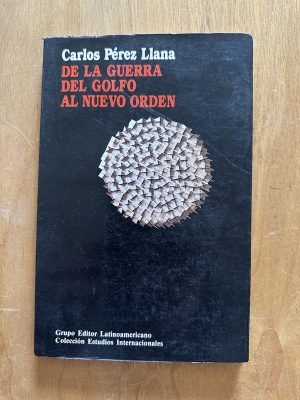 Carlos Pérez Llana
DE LA GUERRA
DEL GOLFO
AL NUEVO ORDEN
Grupo Editor Latinoamericano
Colección Estudios Internacionales